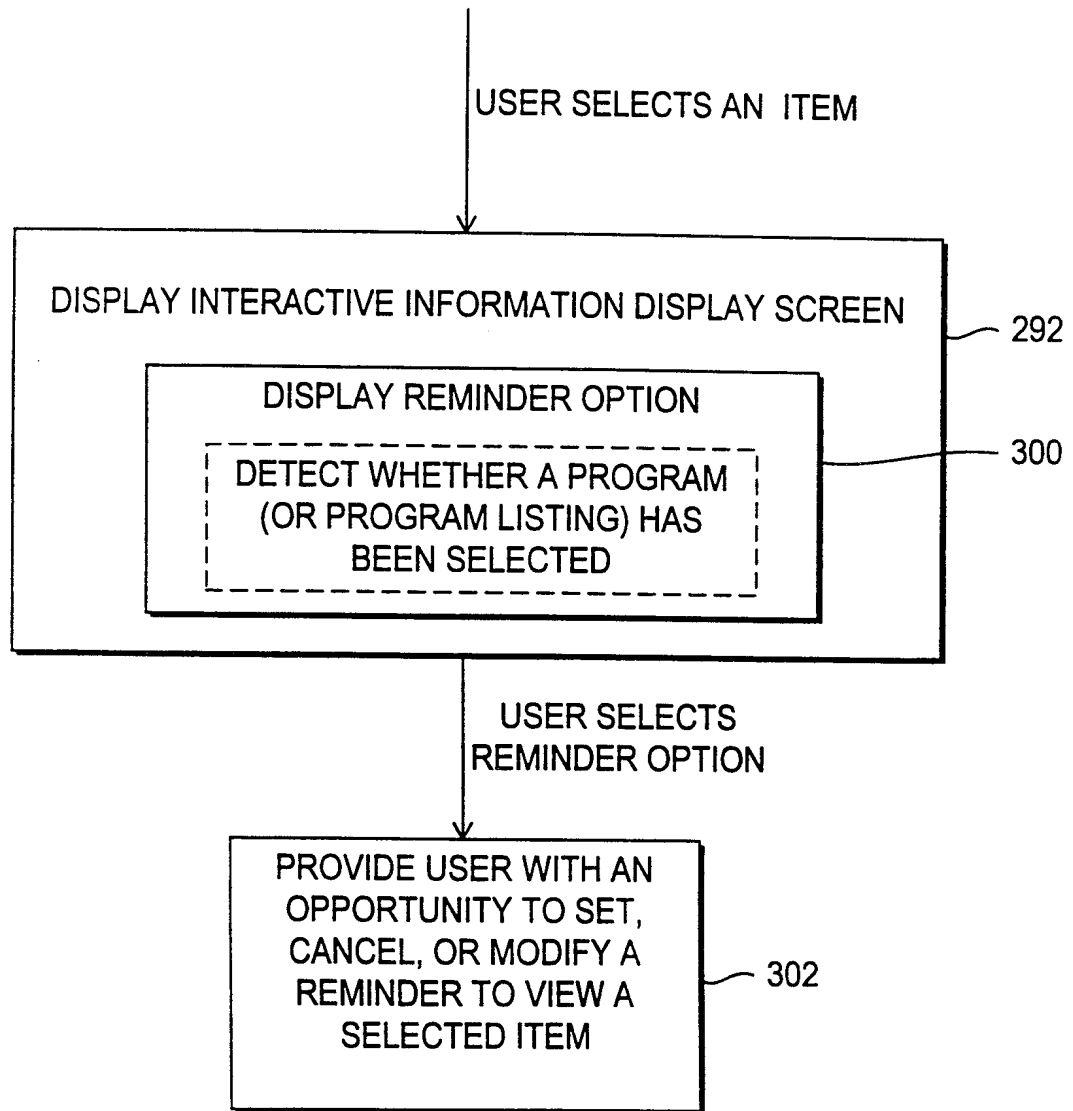 USER SELECTS AN ITEM
DISPLAY INTERACTIVE INFORMATION DISPLAY SCREEN
292
DISPLAY REMINDER OPTION
300
DETECT WHETHER A PROGRAM
(OR PROGRAM LISTING) HAS
BEEN SELECTED
USER SELECTS
REMINDER OPTION
PROVIDE USER WITH AN
OPPORTUNITY TO SET,
CANCEL, OR MODIFY A
REMINDER TO VIEW A
SELECTED ITEM
302